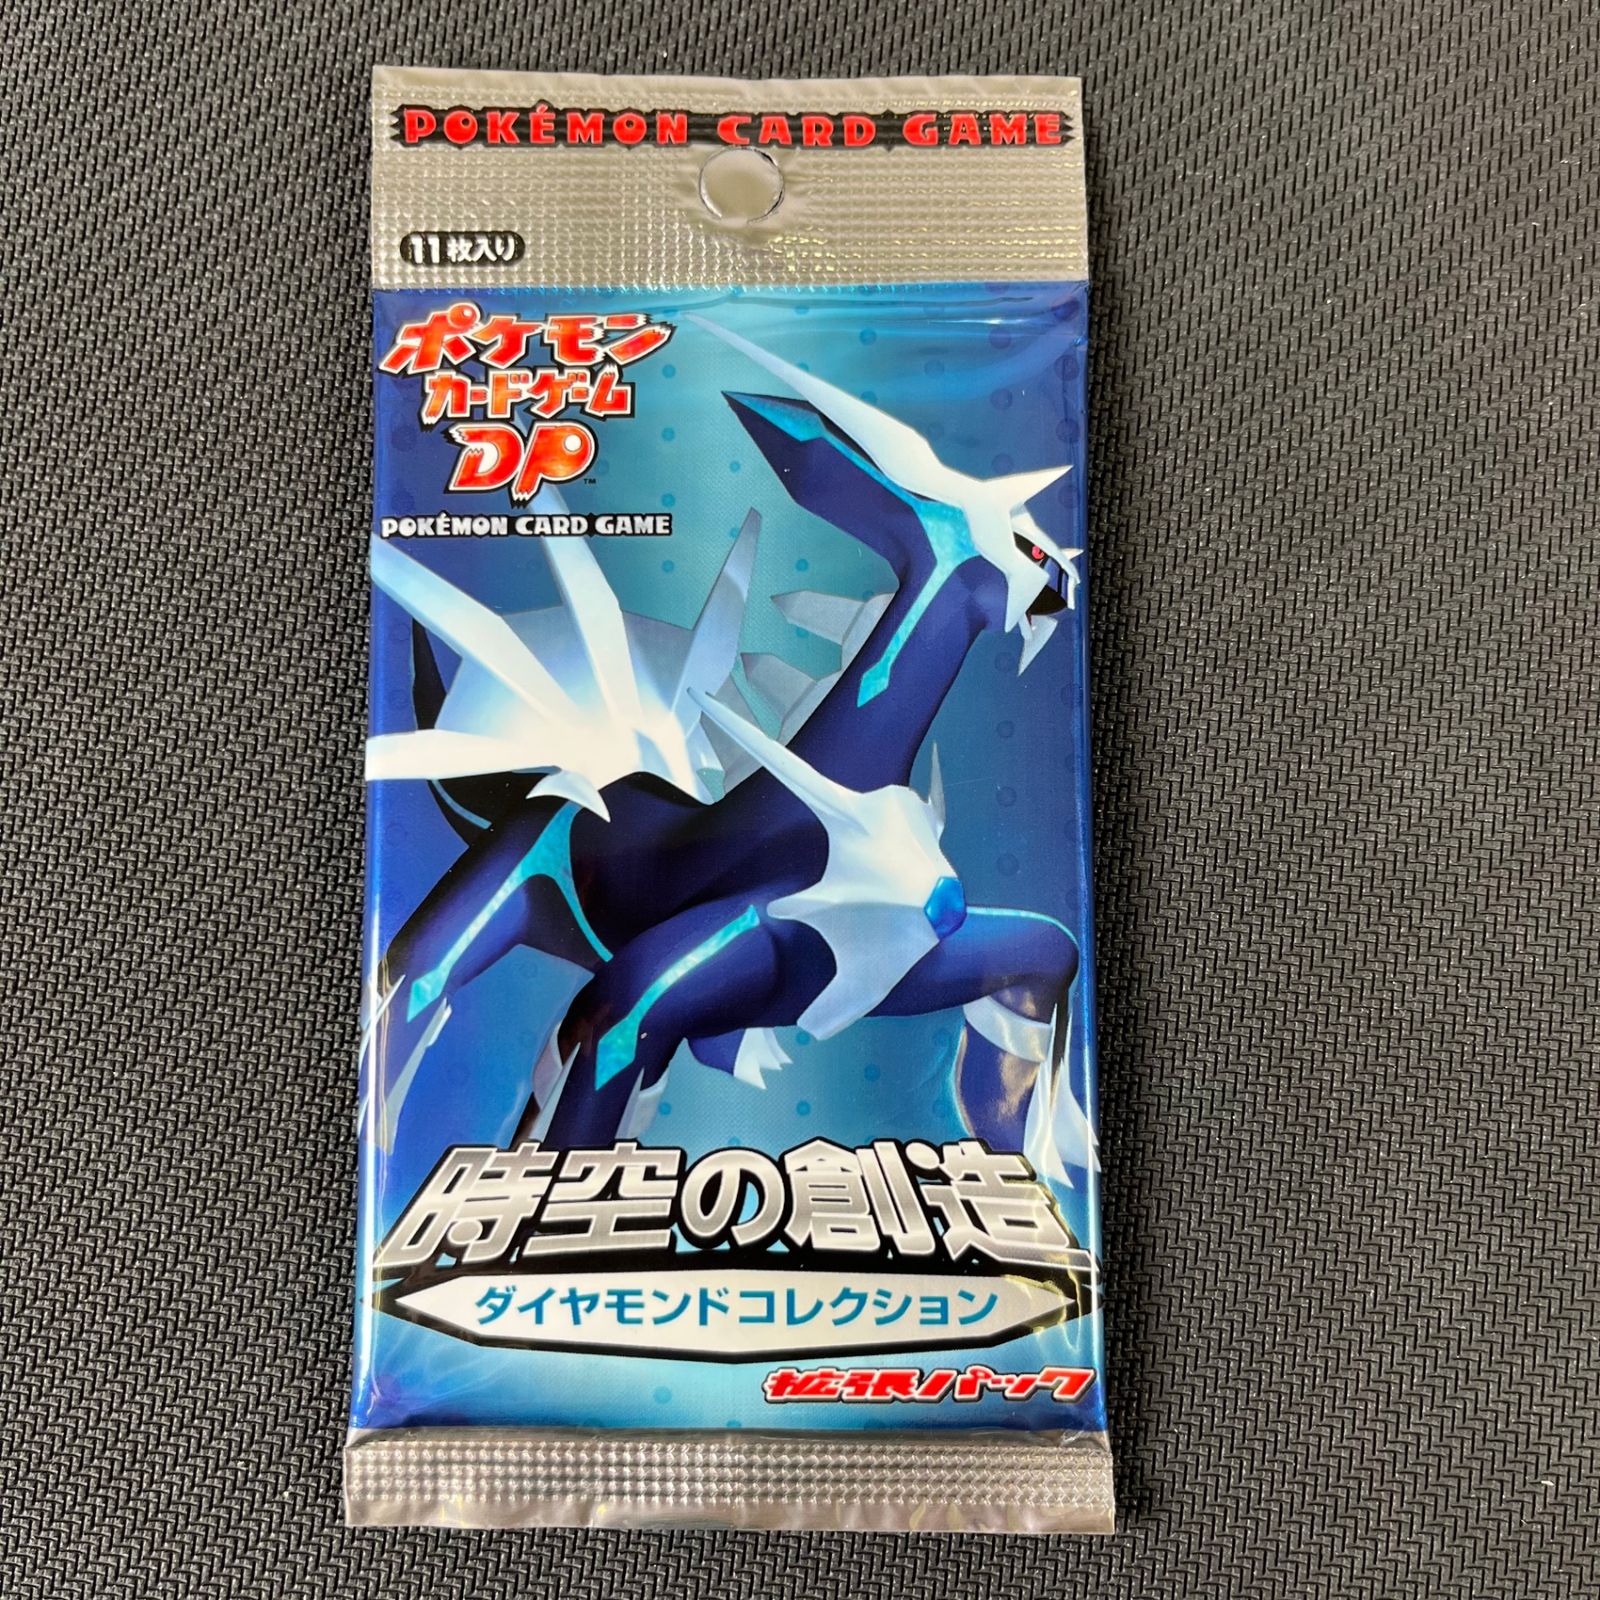 POKÉMON CARD GAME
11枚入り
ポケモン
カードゲーム
DP™
POKÉMON CARD GAME
時空の創造
ダイヤモンドコレクション
拡張パック